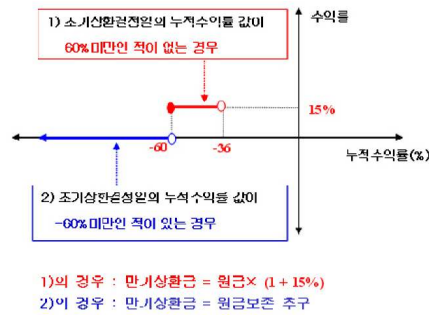 1) 조기상환결정일의 누적수익률 값이
60%미만인 적이 없는 경우
수익률
15%
-60
-36
누적수익률(%)
2) 조기상환결정일의 누적수익률 값이
-60%미만인 적이 있는 경우
1)의 경우 : 만기상환금 = 원금× (1 + 15%)
2)의 경우 : 만기상환금 = 원금보존 추구